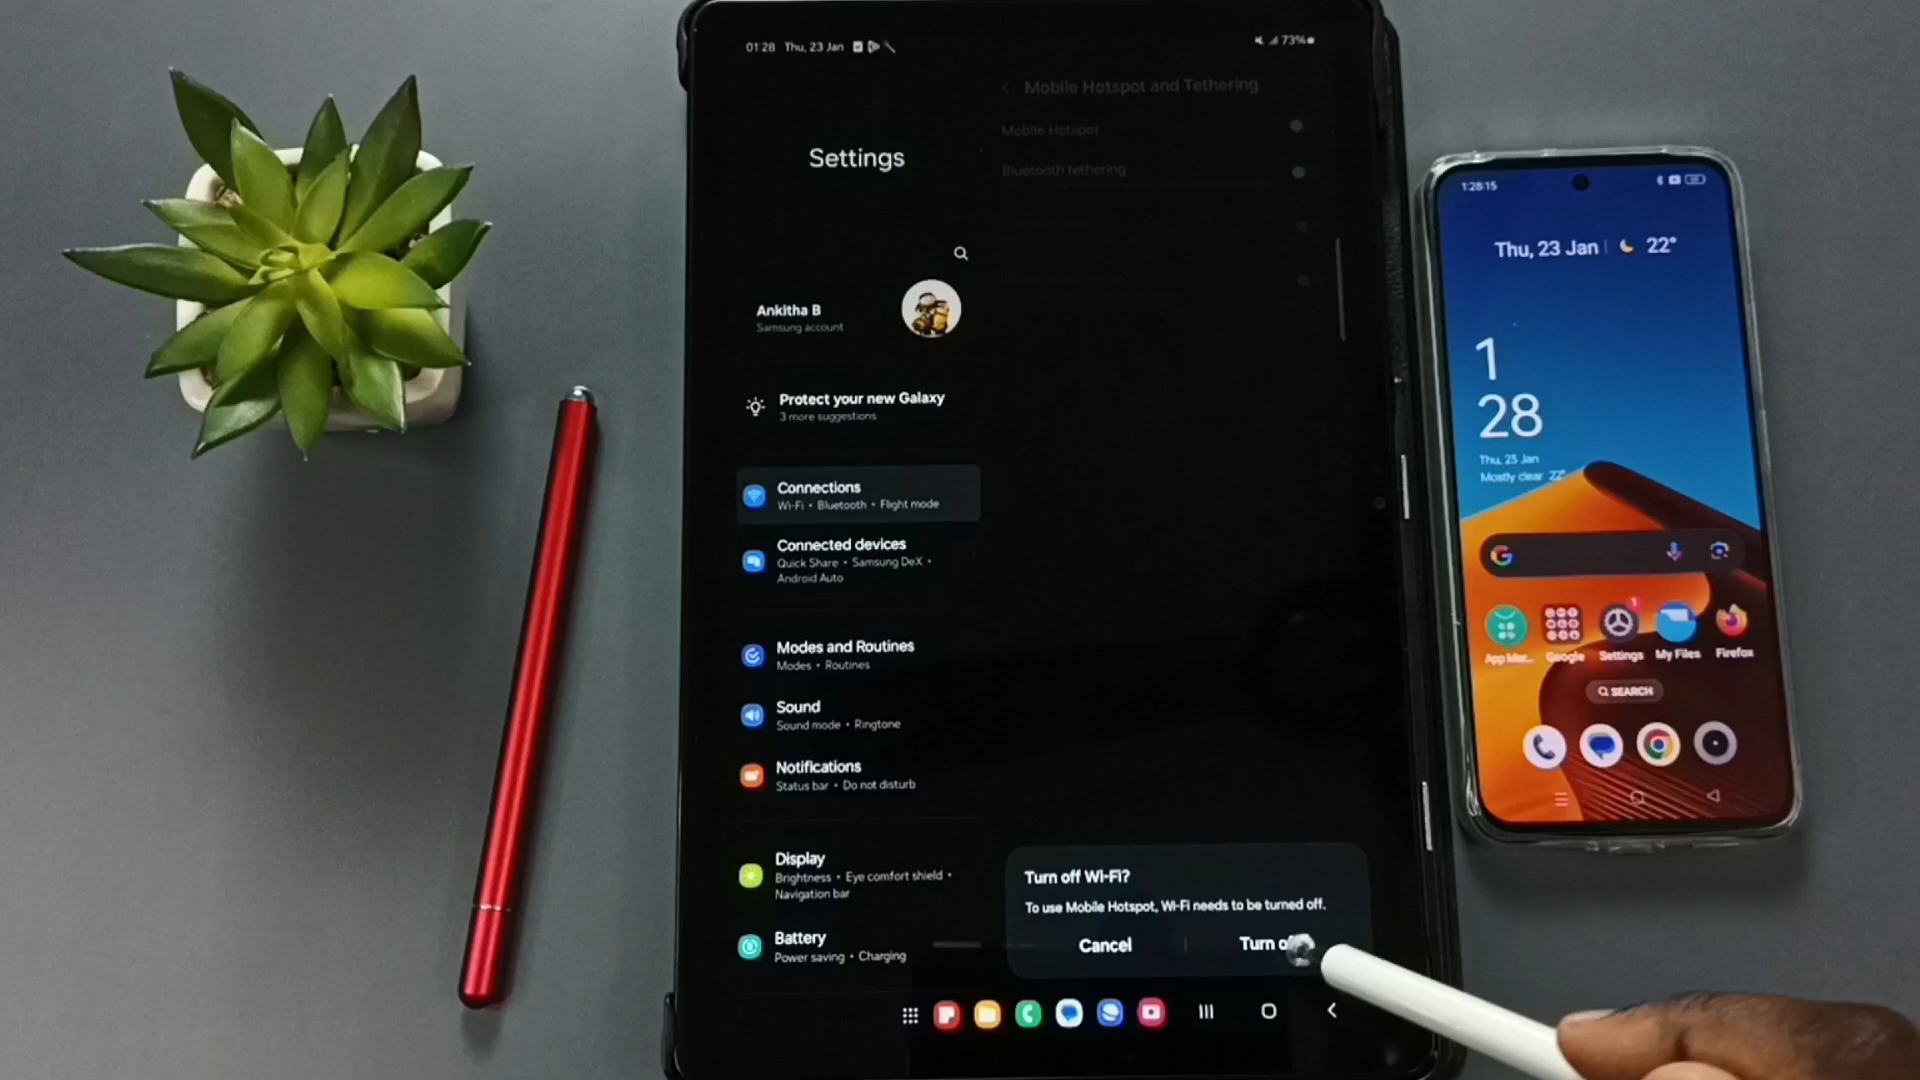 01:28 Thu, 23 Jan
73%
Settings
Ankitha B
Samsung account
Protect your new Galaxy
3 more suggestions
Connections
Wi-Fi • Bluetooth • Flight mode
Connected devices
Quick Share • Samsung DeX •
Android Auto
Modes and Routines
Modes • Routines
Sound
Sound mode • Ringtone
Notifications
Status bar • Do not disturb
Display
Brightness • Eye comfort shield •
Navigation bar
Battery
Power saving • Charging
Mobile Hotspot and Tethering
Mobile Hotspot
Bluetooth tethering
Turn off Wi-Fi?
To use Mobile Hotspot, Wi-Fi needs to be turned off.
Cancel
Turn
1:28:15
Thu, 23 Jan 22°
1
28
Thu, 23 Jan
Mostly clear 22°
1
App Mar...
Google
Settings
My Files
Firefox
SEARCH